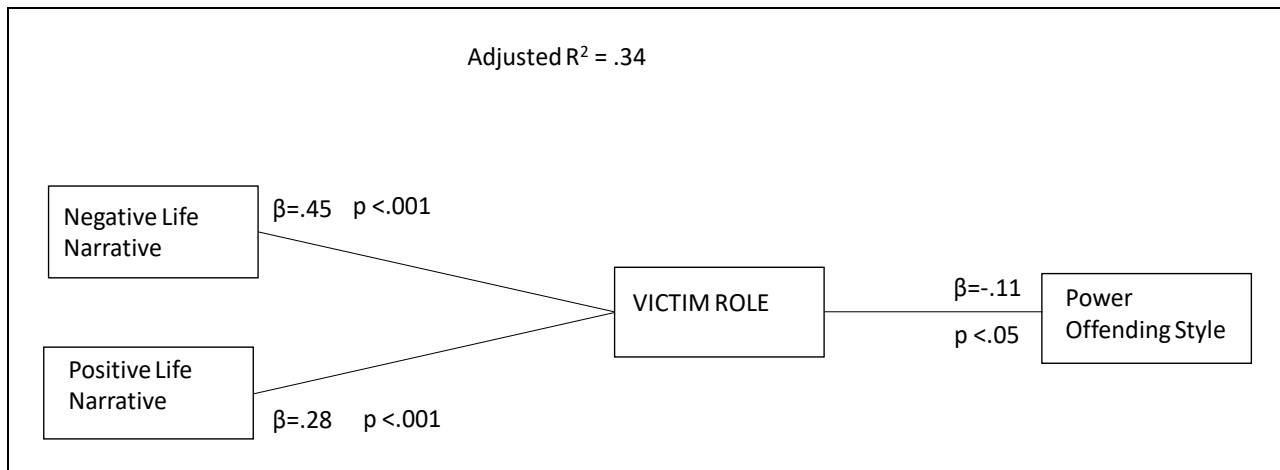 Adjusted R² = .34
Negative Life
Narrative
β=.45 p <.001
VICTIM ROLE
β=-.11
p <.05
Power
Offending Style
Positive Life
Narrative
β=.28 p <.001